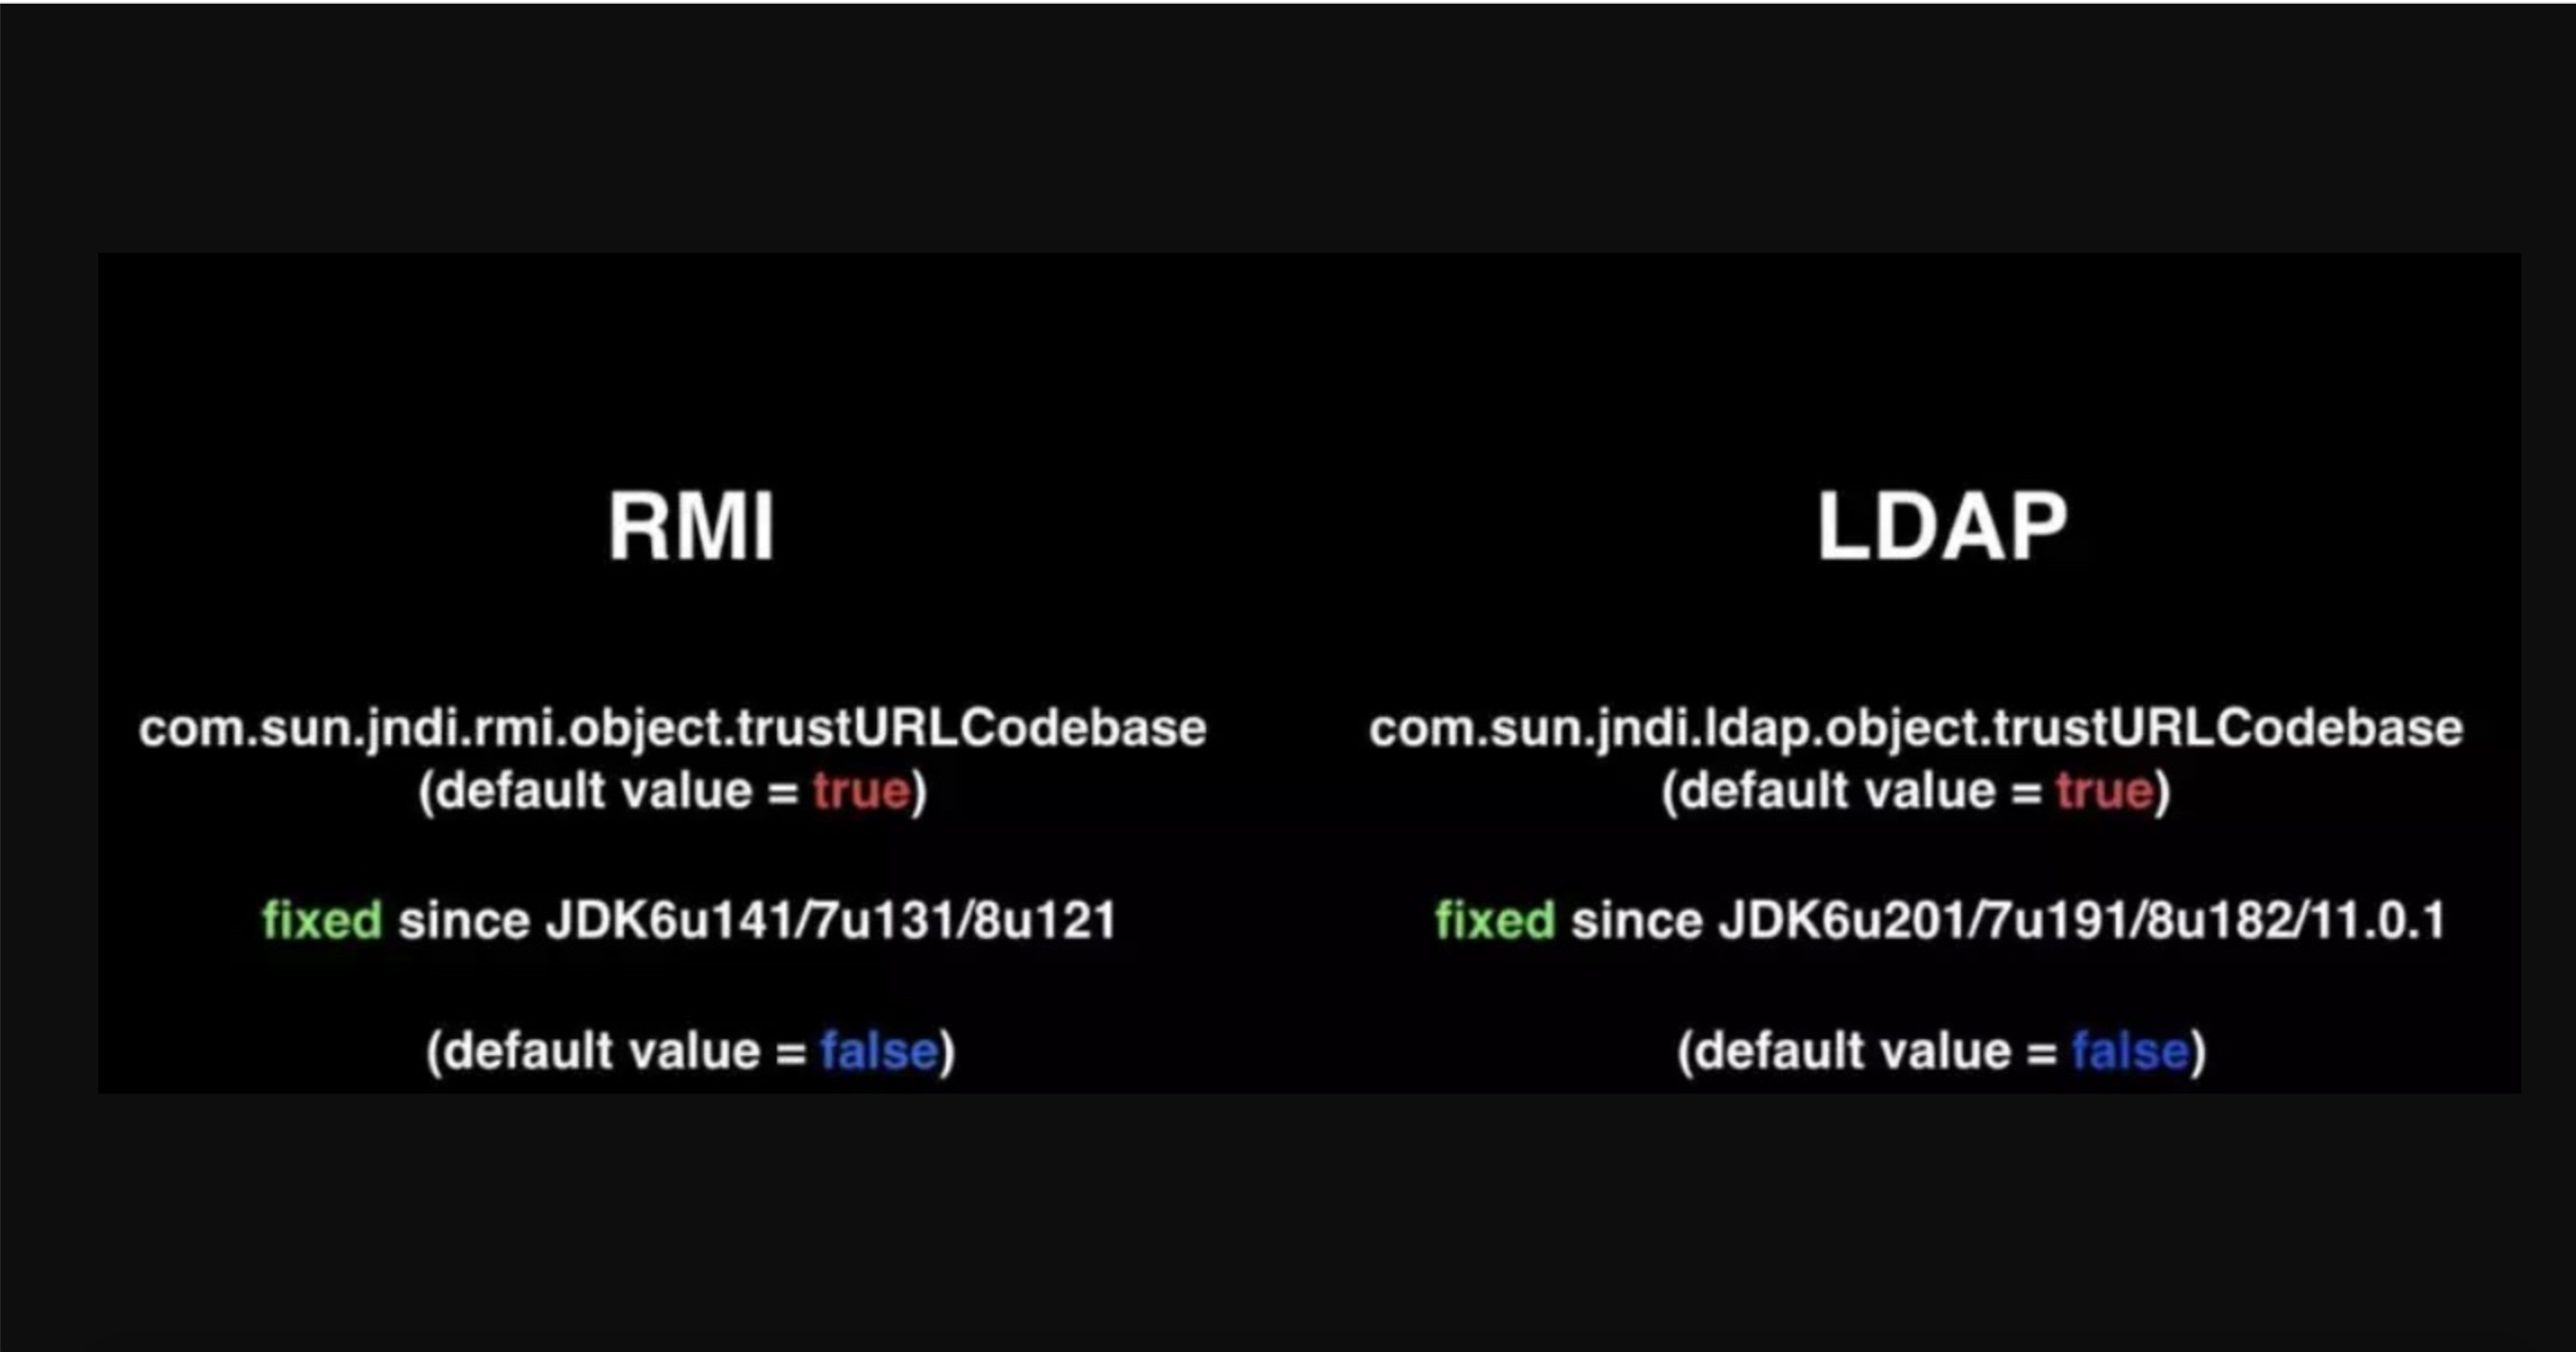 RMI
com.sun.jndi.rmi.object.trustURLCodebase
(default value = true)
fixed since JDK6u141/7u131/8u121
(default value = false)
LDAP
com.sun.jndi.ldap.object.trustURLCodebase
(default value = true)
fixed since JDK6u201/7u191/8u182/11.0.1
(default value = false)